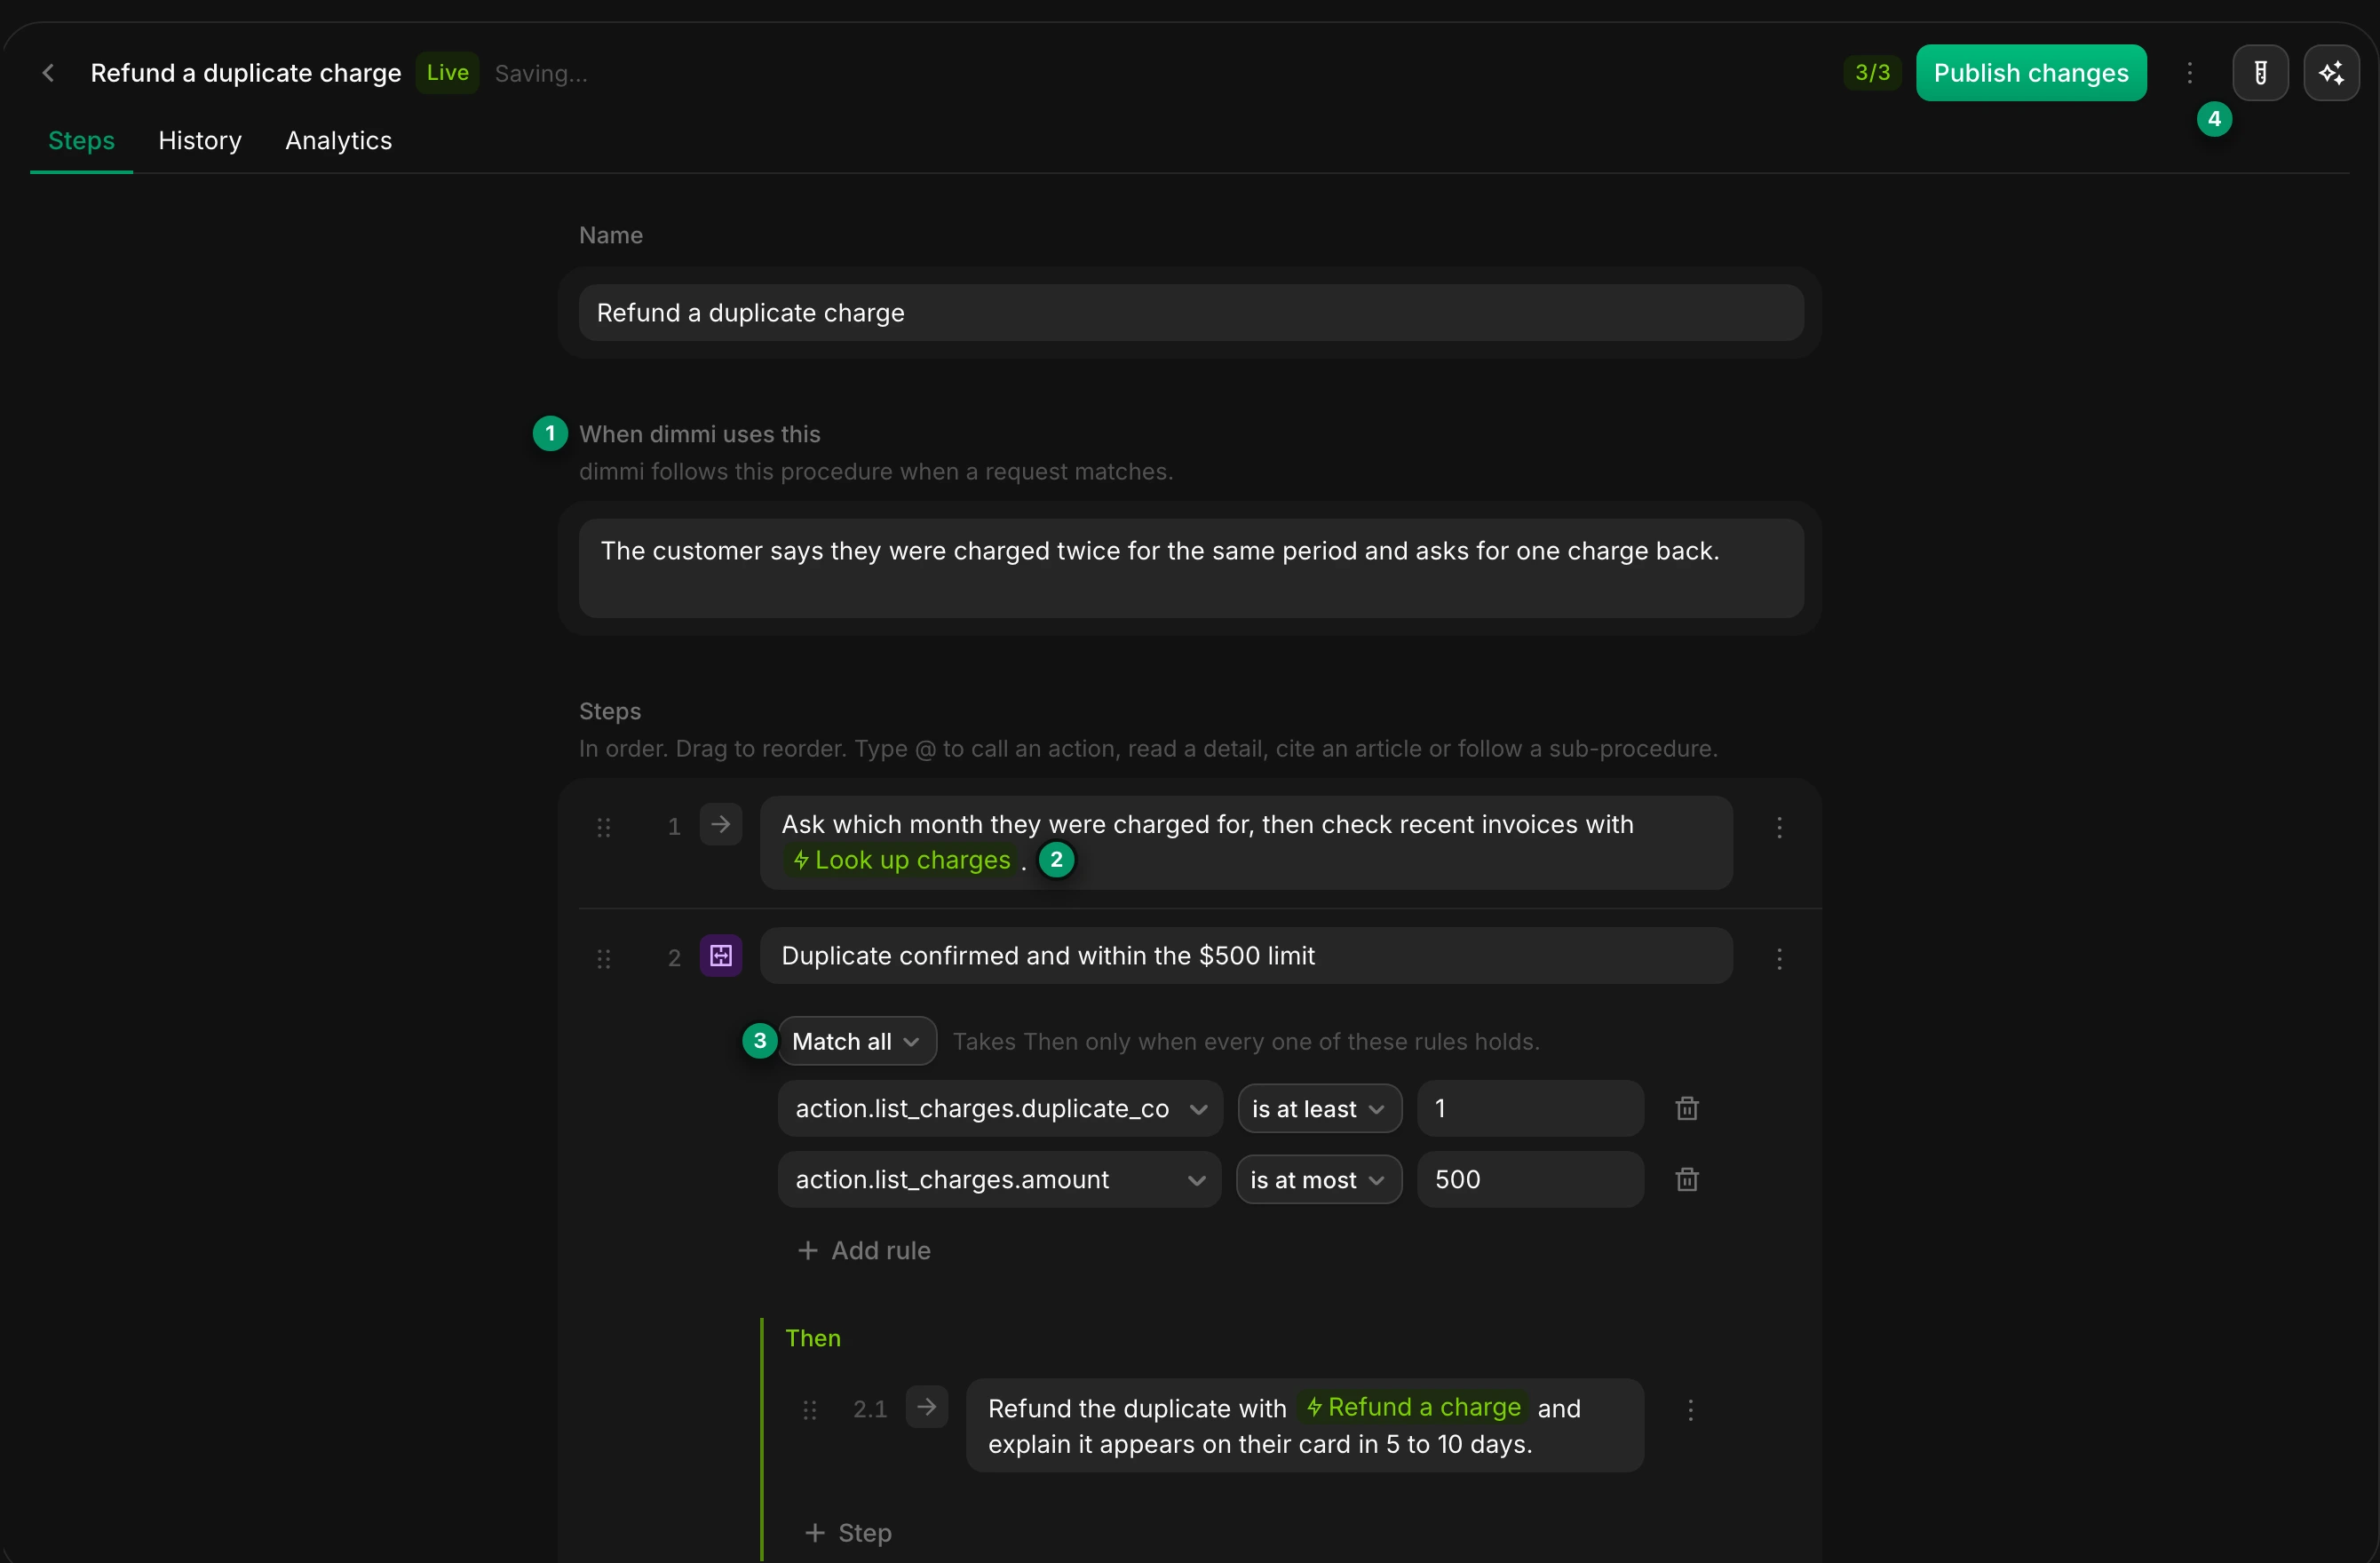 Refund a duplicate charge Live Saving...
3/3 Publish changes
4
Steps History Analytics
Name
Refund a duplicate charge
1 When dimmi uses this
dimmi follows this procedure when a request matches.
The customer says they were charged twice for the same period and asks for one charge back.
Steps
In order. Drag to reorder. Type @ to call an action, read a detail, cite an article or follow a sub-procedure.
1 Ask which month they were charged for, then check recent invoices with
Look up charges . 2
2 Duplicate confirmed and within the $500 limit
3 Match all Takes Then only when every one of these rules holds.
action.list_charges.duplicate_co is at least 1
action.list_charges.amount is at most 500
+ Add rule
Then
2.1 Refund the duplicate with Refund a charge and
explain it appears on their card in 5 to 10 days.
+ Step